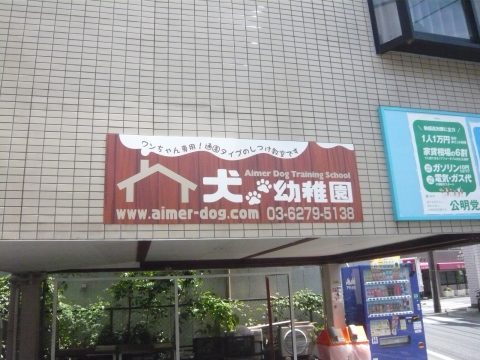 ワンちゃん専用!通園タイプのしつけ教室です
Aimer Dog Training School
犬の幼稚園
www.aimer-dog.com 03-6279-5138
1人1万円
家賃相場の6割
ガソリン
電気・ガス代
公明党